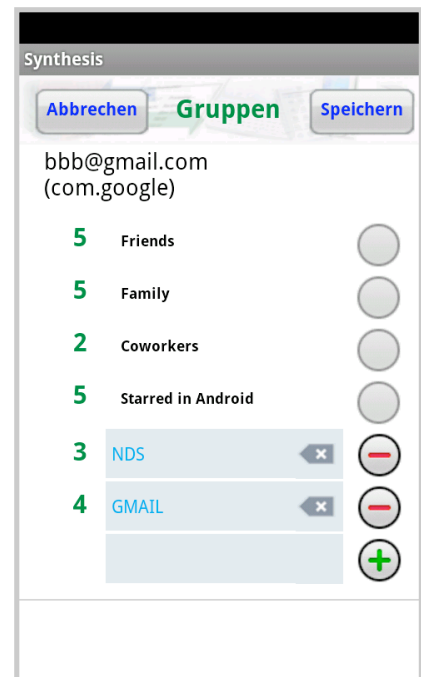 Synthesis
Abbrechen Gruppen Speichern
bbb@gmail.com
(com.google)
5 Friends
5 Family
2 Coworkers
5 Starred in Android
3 NDS
4 GMAIL